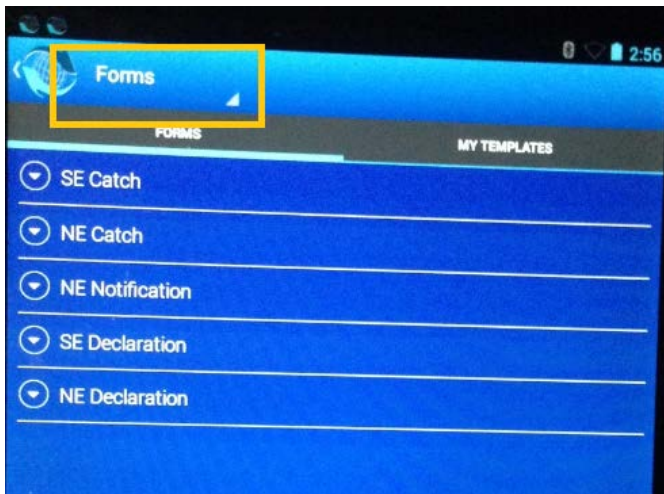 2:56
Forms
FORMS MY TEMPLATES
SE Catch
NE Catch
NE Notification
SE Declaration
NE Declaration